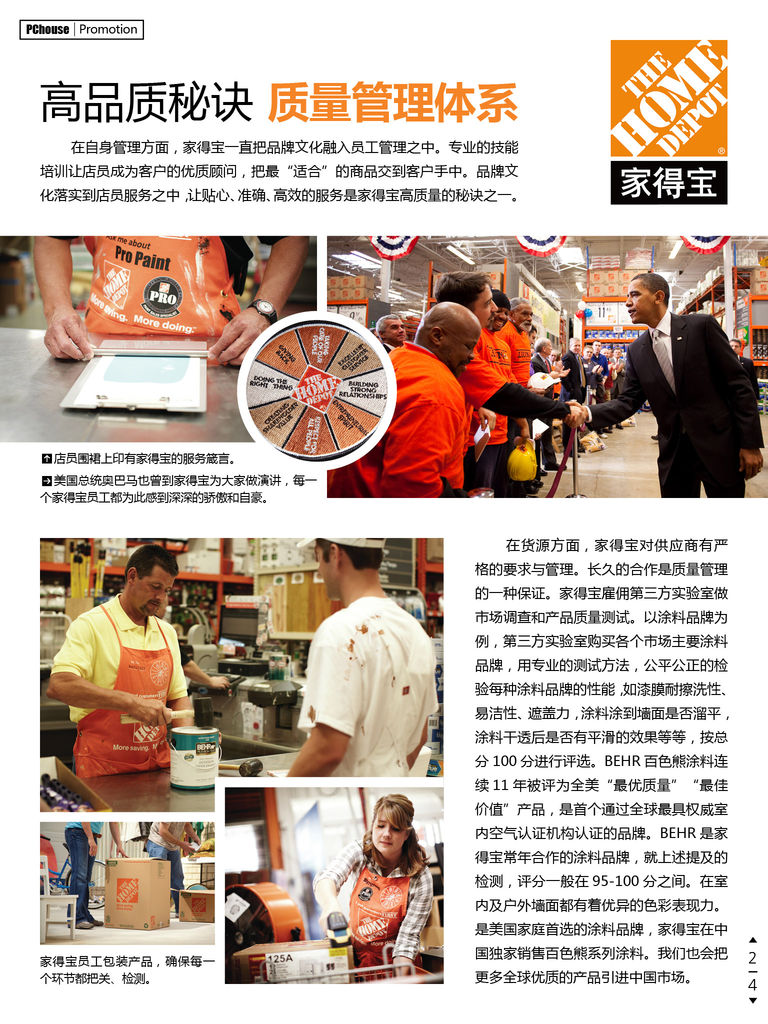 PChouse | Promotion
高品质秘诀 质量管理体系
THE
HOME
DEPOT
®
家得宝
在自身管理方面，家得宝一直把品牌文化融入员工管理之中。专业的技能
培训让店员成为客户的优质顾问，把最“适合”的商品交到客户手中。品牌文
化落实到店员服务之中，让贴心、准确、高效的服务是家得宝高质量的秘诀之一。
Ask me about
Pro Paint
THE HOME DEPOT
PRO
More saving.
More doing.
TAKING CARE OF OUR PEOPLE
EXCELLENT CUSTOMER SERVICE
BUILDING STRONG RELATIONSHIPS
ENTREPRENEURIAL SPIRIT
RESPECT FOR ALL PEOPLE
CREATING SHAREHOLDER VALUE
DOING THE RIGHT THING
GIVING BACK
THE HOME DEPOT
店员围裙上印有家得宝的服务箴言。
美国总统奥巴马也曾到家得宝为大家做演讲，每一
个家得宝员工都为此感到深深的骄傲和自豪。
More saving.
BEHR
THE HOME DEPOT
125A
家得宝员工包装产品，确保每一
个环节都把关、检测。
在货源方面，家得宝对供应商有严
格的要求与管理。长久的合作是质量管理
的一种保证。家得宝雇佣第三方实验室做
市场调查和产品质量测试。以涂料品牌为
例，第三方实验室购买各个市场主要涂料
品牌，用专业的测试方法，公平公正的检
验每种涂料品牌的性能，如漆膜耐擦洗性、
易洁性、遮盖力，涂料涂到墙面是否溜平，
涂料干透后是否有平滑的效果等等，按总
分 100 分进行评选。BEHR 百色熊涂料连
续 11 年被评为全美“最优质量”“最佳
价值”产品，是首个通过全球最具权威室
内空气认证机构认证的品牌。BEHR 是家
得宝常年合作的涂料品牌，就上述提及的
检测，评分一般在 95-100 分之间。在室
内及户外墙面都有着优异的色彩表现力。
是美国家庭首选的涂料品牌，家得宝在中
国独家销售百色熊系列涂料。我们也会把
更多全球优质的产品引进中国市场。
2
4